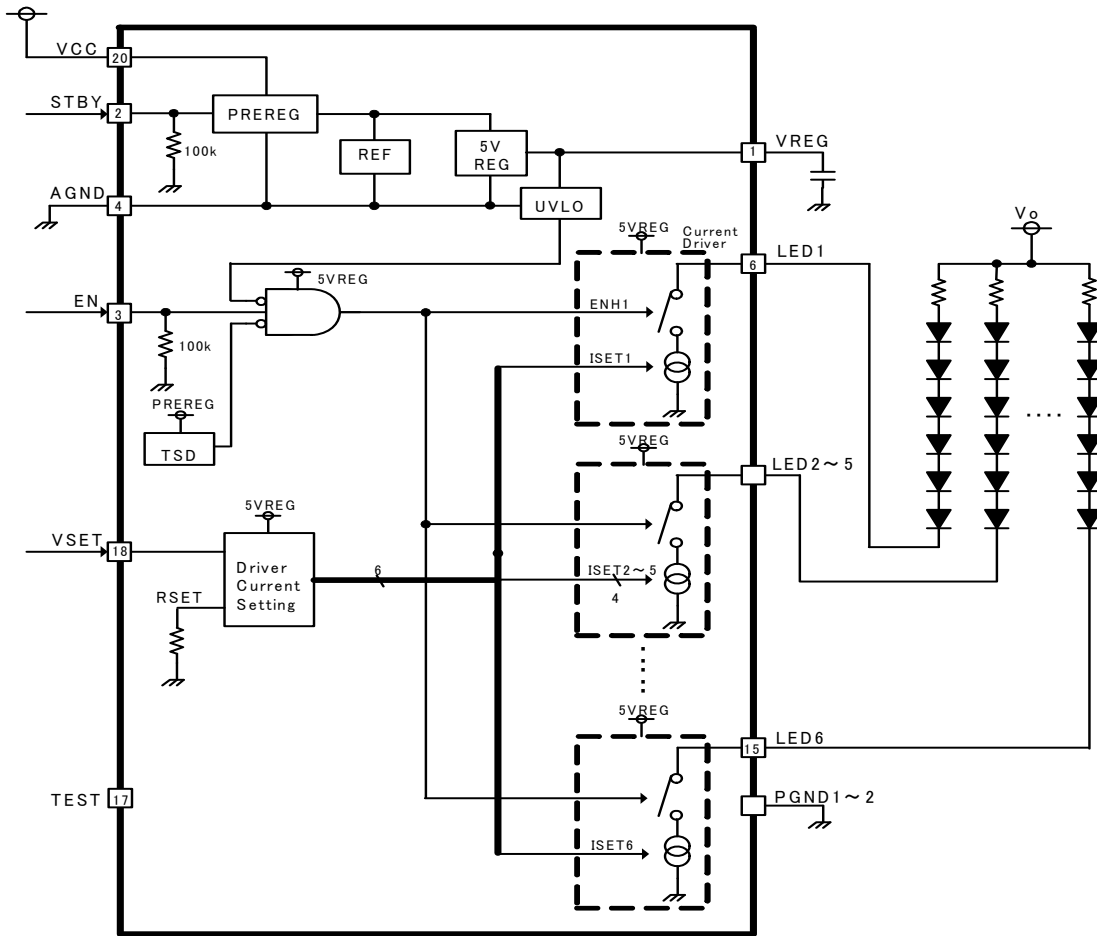 VCC
20
STBY
2
PREREG
100k
REF
5V
REG
1
VREG
AGND
4
UVLO
5VREG
Current
Driver
Vo
6
LED1
5VREG
EN
3
ENH1
100k
ISET1
PREREG
TSD
5VREG
LED2～5
5VREG
VSET
18
Driver
Current
Setting
6
ISET2～5
4
RSET
5VREG
15
LED6
TEST
17
PGND1～2
ISET6